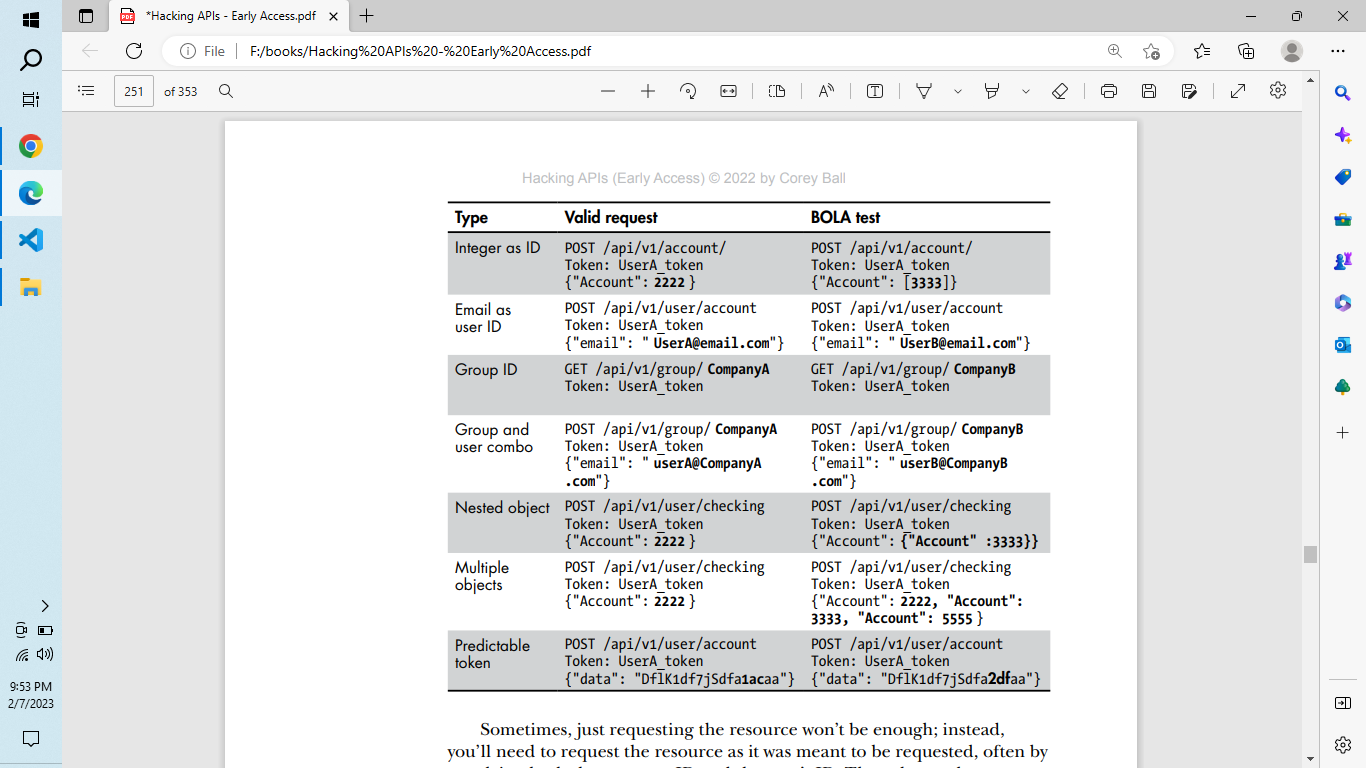 *Hacking APIs - Early Access.pdf
File
F:/books/Hacking%20APIs%20-%20Early%20Access.pdf
251 of 353
Hacking APIs (Early Access) © 2022 by Corey Ball
Type Valid request BOLA test
Integer as ID POST /api/v1/account/ POST /api/v1/account/
Token: UserA_token Token: UserA_token
{"Account": 2222 } {"Account": [3333]}
Email as POST /api/v1/user/account POST /api/v1/user/account
user ID Token: UserA_token Token: UserA_token
{"email": " UserA@email.com"} {"email": " UserB@email.com"}
Group ID GET /api/v1/group/ CompanyA GET /api/v1/group/ CompanyB
Token: UserA_token Token: UserA_token
Group and POST /api/v1/group/ CompanyA POST /api/v1/group/ CompanyB
user combo Token: UserA_token Token: UserA_token
{"email": " userA@CompanyA {"email": " userB@CompanyB
.com"} .com"}
Nested object POST /api/v1/user/checking POST /api/v1/user/checking
Token: UserA_token Token: UserA_token
{"Account": 2222 } {"Account": {"Account" :3333}}
Multiple POST /api/v1/user/checking POST /api/v1/user/checking
objects Token: UserA_token Token: UserA_token
{"Account": 2222 } {"Account": 2222, "Account":
3333, "Account": 5555 }
Predictable POST /api/v1/user/account POST /api/v1/user/account
token Token: UserA_token Token: UserA_token
{"data": "DflK1df7jSdfa1acaa"} {"data": "DflK1df7jSdfa2dfaa"}
Sometimes, just requesting the resource won't be enough; instead,
you'll need to request the resource as it was meant to be requested, often by
9:53 PM
2/7/2023